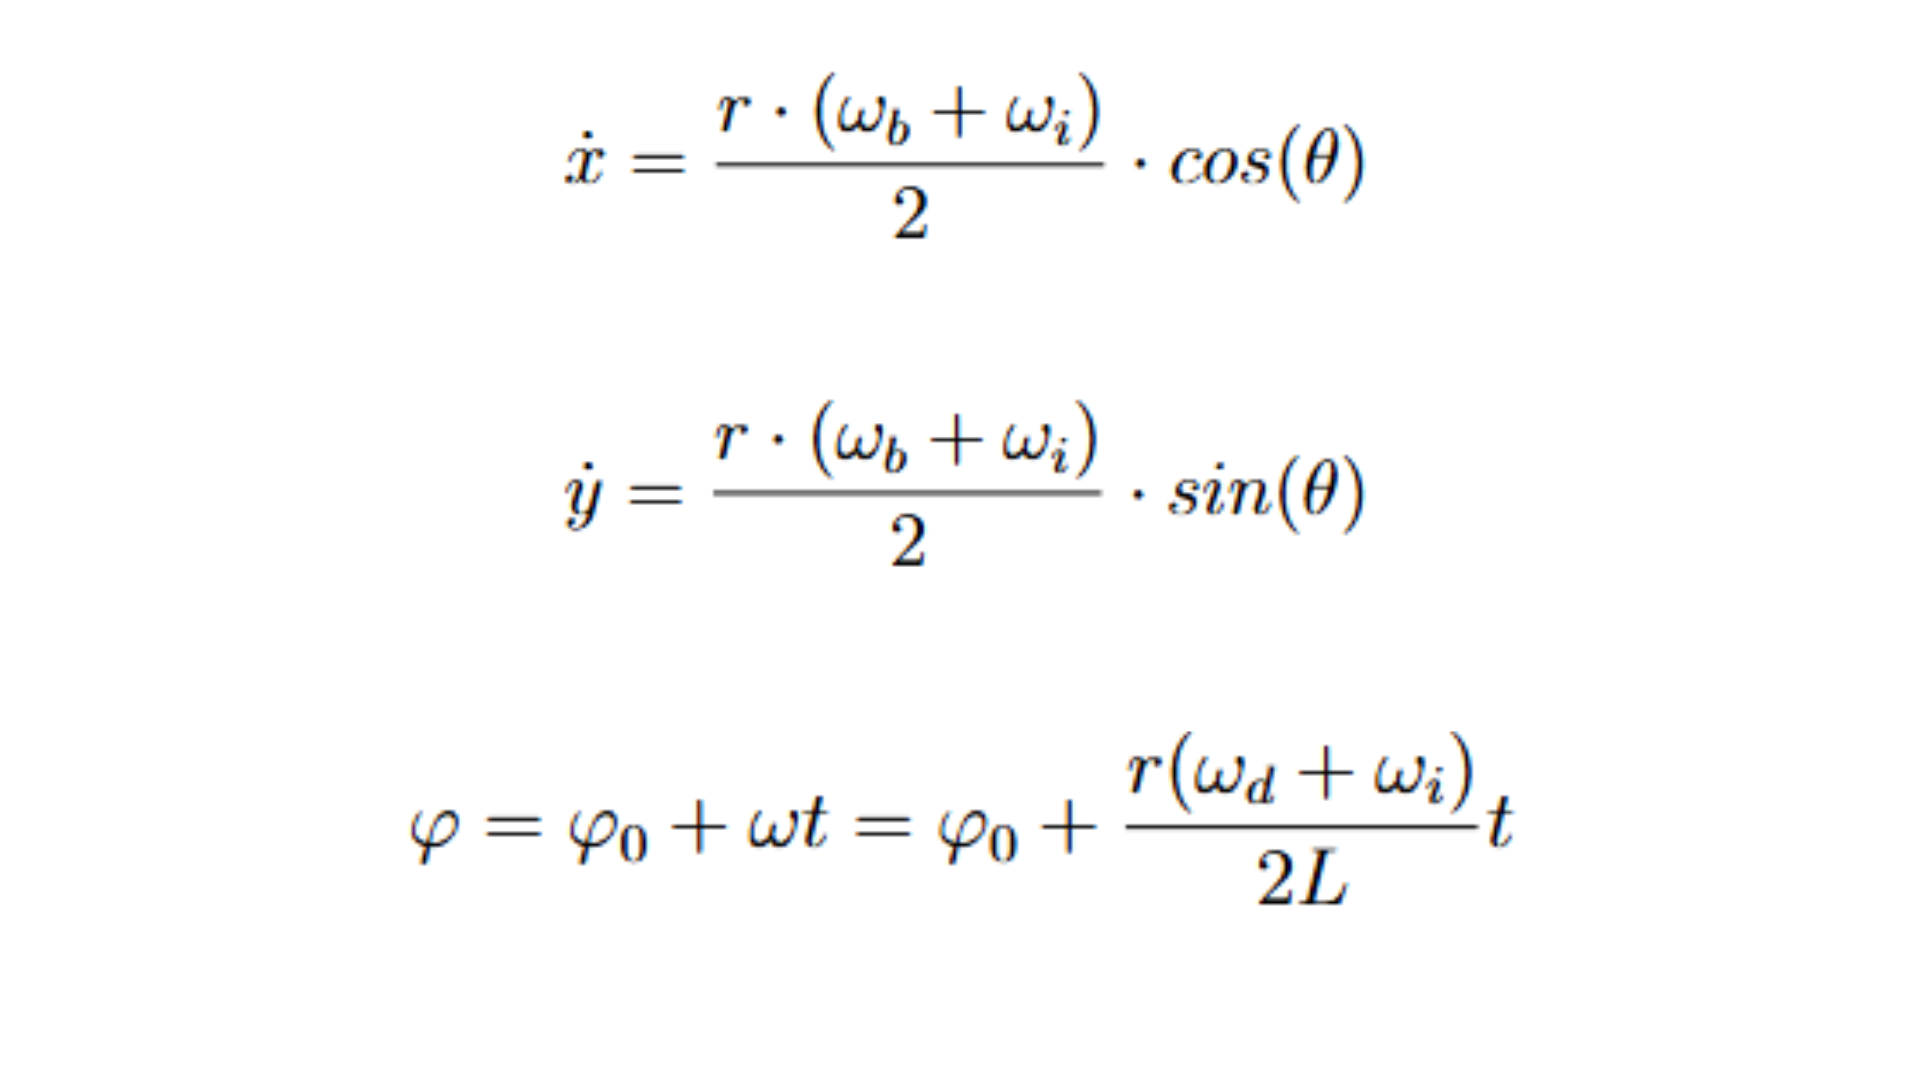 ẋ = r · (ω_b + ω_i) / 2 · cos(θ)
ẏ = r · (ω_b + ω_i) / 2 · sin(θ)
φ = φ_0 + ωt = φ_0 + r(ω_d + ω_i) / 2L t